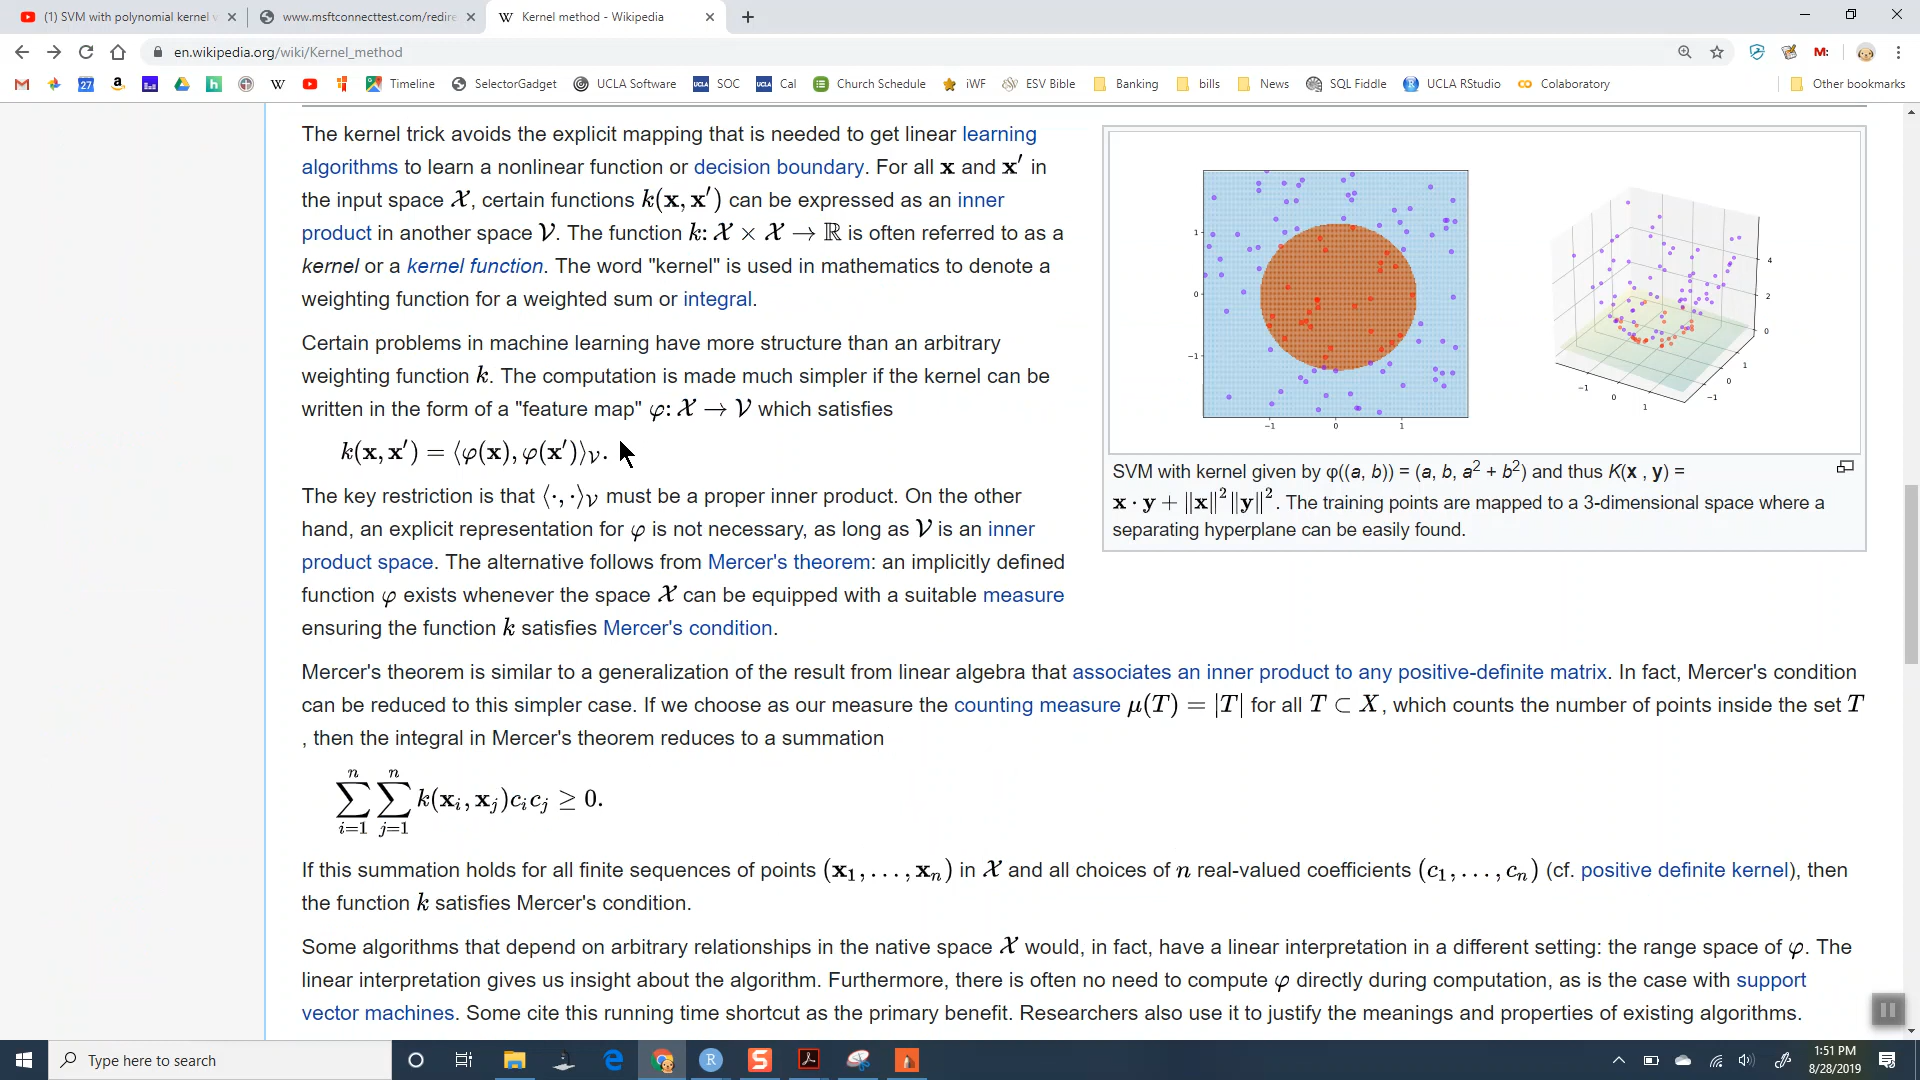 (1) SVM with polynomial kernel v
www.msftconnecttest.com/redire
Kernel method - Wikipedia
en.wikipedia.org/wiki/Kernel_method
27
Timeline
SelectorGadget
UCLA Software
UCLA SOC
UCLA Cal
Church Schedule
iWF
ESV Bible
Banking
bills
News
SQL Fiddle
UCLA RStudio
Colaboratory
Other bookmarks
The kernel trick avoids the explicit mapping that is needed to get linear learning
algorithms to learn a nonlinear function or decision boundary. For all x and x′ in
the input space 𝒳, certain functions k(x, x′) can be expressed as an inner
product in another space 𝒱. The function k: 𝒳 × 𝒳 → ℝ is often referred to as a
kernel or a kernel function. The word "kernel" is used in mathematics to denote a
weighting function for a weighted sum or integral.
Certain problems in machine learning have more structure than an arbitrary
weighting function k. The computation is made much simpler if the kernel can be
written in the form of a "feature map" φ: 𝒳 → 𝒱 which satisfies
k(x, x′) = ⟨φ(x), φ(x′)⟩𝒱.
The key restriction is that ⟨·, ·⟩𝒱 must be a proper inner product. On the other
hand, an explicit representation for φ is not necessary, as long as 𝒱 is an inner
product space. The alternative follows from Mercer's theorem: an implicitly defined
function φ exists whenever the space 𝒳 can be equipped with a suitable measure
ensuring the function k satisfies Mercer's condition.
1
0
−1
−1
0
1
4
2
0
−1
0
1
−1
0
1
SVM with kernel given by φ((a, b)) = (a, b, a² + b²) and thus K(x , y) =
x · y + ‖x‖²‖y‖². The training points are mapped to a 3-dimensional space where a
separating hyperplane can be easily found.
Mercer's theorem is similar to a generalization of the result from linear algebra that associates an inner product to any positive-definite matrix. In fact, Mercer's condition
can be reduced to this simpler case. If we choose as our measure the counting measure μ(T) = |T| for all T ⊂ X, which counts the number of points inside the set T
, then the integral in Mercer's theorem reduces to a summation
∑ᵢ₌₁ⁿ ∑ⱼ₌₁ⁿ k(xᵢ, xⱼ)cᵢcⱼ ≥ 0.
If this summation holds for all finite sequences of points (x₁, . . . , xₙ) in 𝒳 and all choices of n real-valued coefficients (c₁, . . . , cₙ) (cf. positive definite kernel), then
the function k satisfies Mercer's condition.
Some algorithms that depend on arbitrary relationships in the native space 𝒳 would, in fact, have a linear interpretation in a different setting: the range space of φ. The
linear interpretation gives us insight about the algorithm. Furthermore, there is often no need to compute φ directly during computation, as is the case with support
vector machines. Some cite this running time shortcut as the primary benefit. Researchers also use it to justify the meanings and properties of existing algorithms.
Type here to search
1:51 PM
8/28/2019